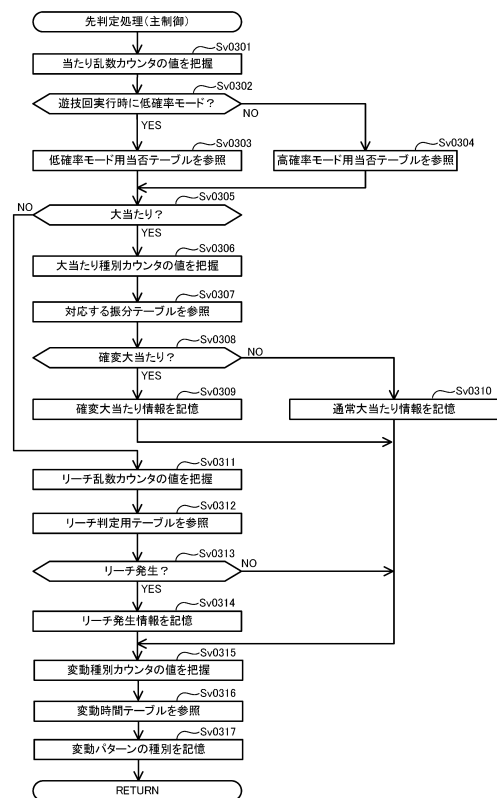 先判定処理(主制御)
Sv0301
当たり乱数カウンタの値を把握
Sv0302
遊技回実行時に低確率モード?
NO
YES
Sv0303
低確率モード用当否テーブルを参照
Sv0304
高確率モード用当否テーブルを参照
Sv0305
大当たり?
NO
YES
Sv0306
大当たり種別カウンタの値を把握
Sv0307
対応する振分テーブルを参照
Sv0308
確変大当たり?
NO
YES
Sv0309
確変大当たり情報を記憶
Sv0310
通常大当たり情報を記憶
Sv0311
リーチ乱数カウンタの値を把握
Sv0312
リーチ判定用テーブルを参照
Sv0313
リーチ発生?
NO
YES
Sv0314
リーチ発生情報を記憶
Sv0315
変動種別カウンタの値を把握
Sv0316
変動時間テーブルを参照
Sv0317
変動パターンの種別を記憶
RETURN